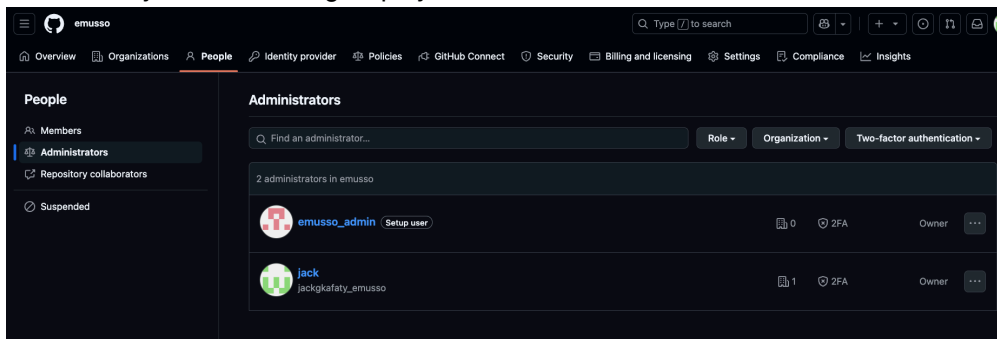 emusso
Type / to search
Overview Organizations People Identity provider Policies GitHub Connect Security Billing and licensing Settings Compliance Insights
People
Members
Administrators
Repository collaborators
Suspended
Administrators
Find an administrator...
Role Organization Two-factor authentication
2 administrators in emusso
emusso_admin Setup user
0 2FA Owner
jack
jackgkafaty_emusso
1 2FA Owner